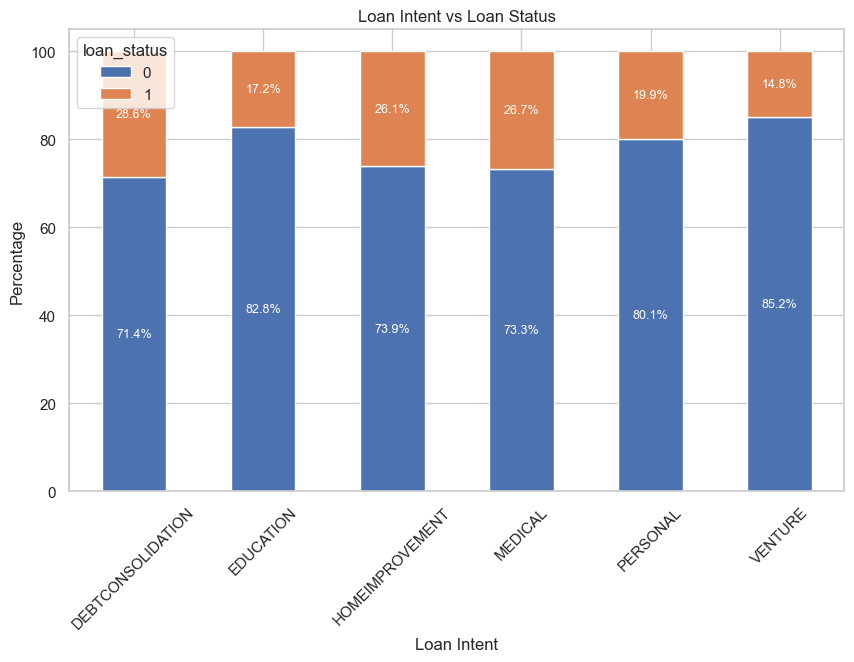 Loan Intent vs Loan Status
loan_status
0
1
100
80
60
40
20
0
Percentage
28.6%
17.2%
26.1%
26.7%
19.9%
14.8%
71.4%
82.8%
73.9%
73.3%
80.1%
85.2%
DEBTCONSOLIDATION
EDUCATION
HOMEIMPROVEMENT
MEDICAL
PERSONAL
VENTURE
Loan Intent